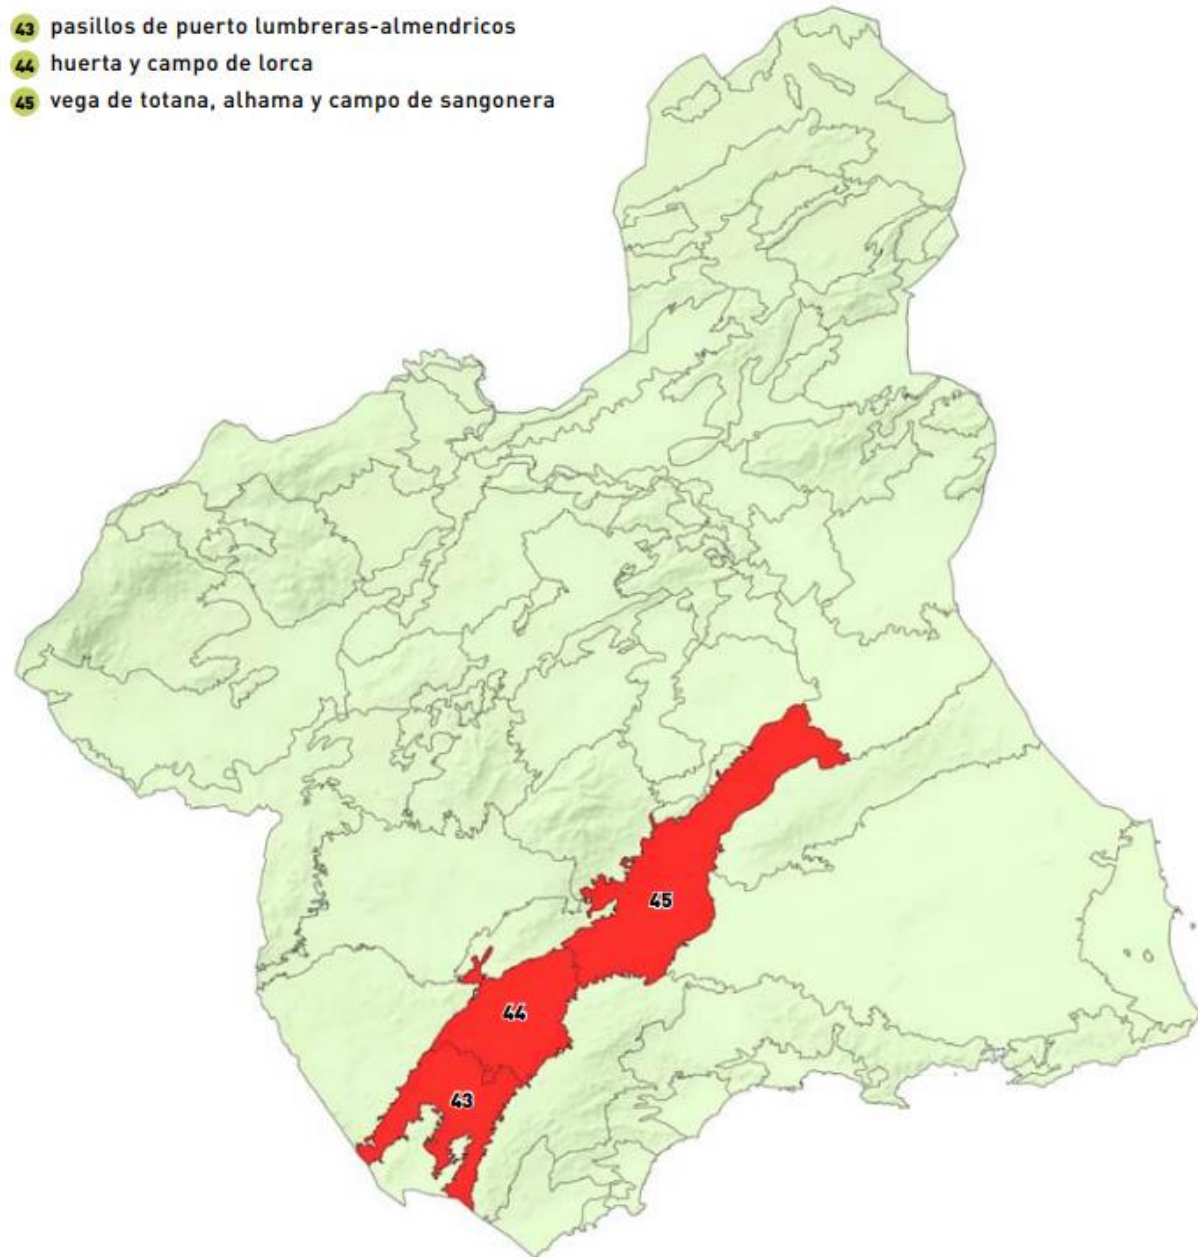 43 pasillos de puerto lumbreras-almendricos
44 huerta y campo de lorca
45 vega de totana, alhama y campo de sangonera
45
44
43